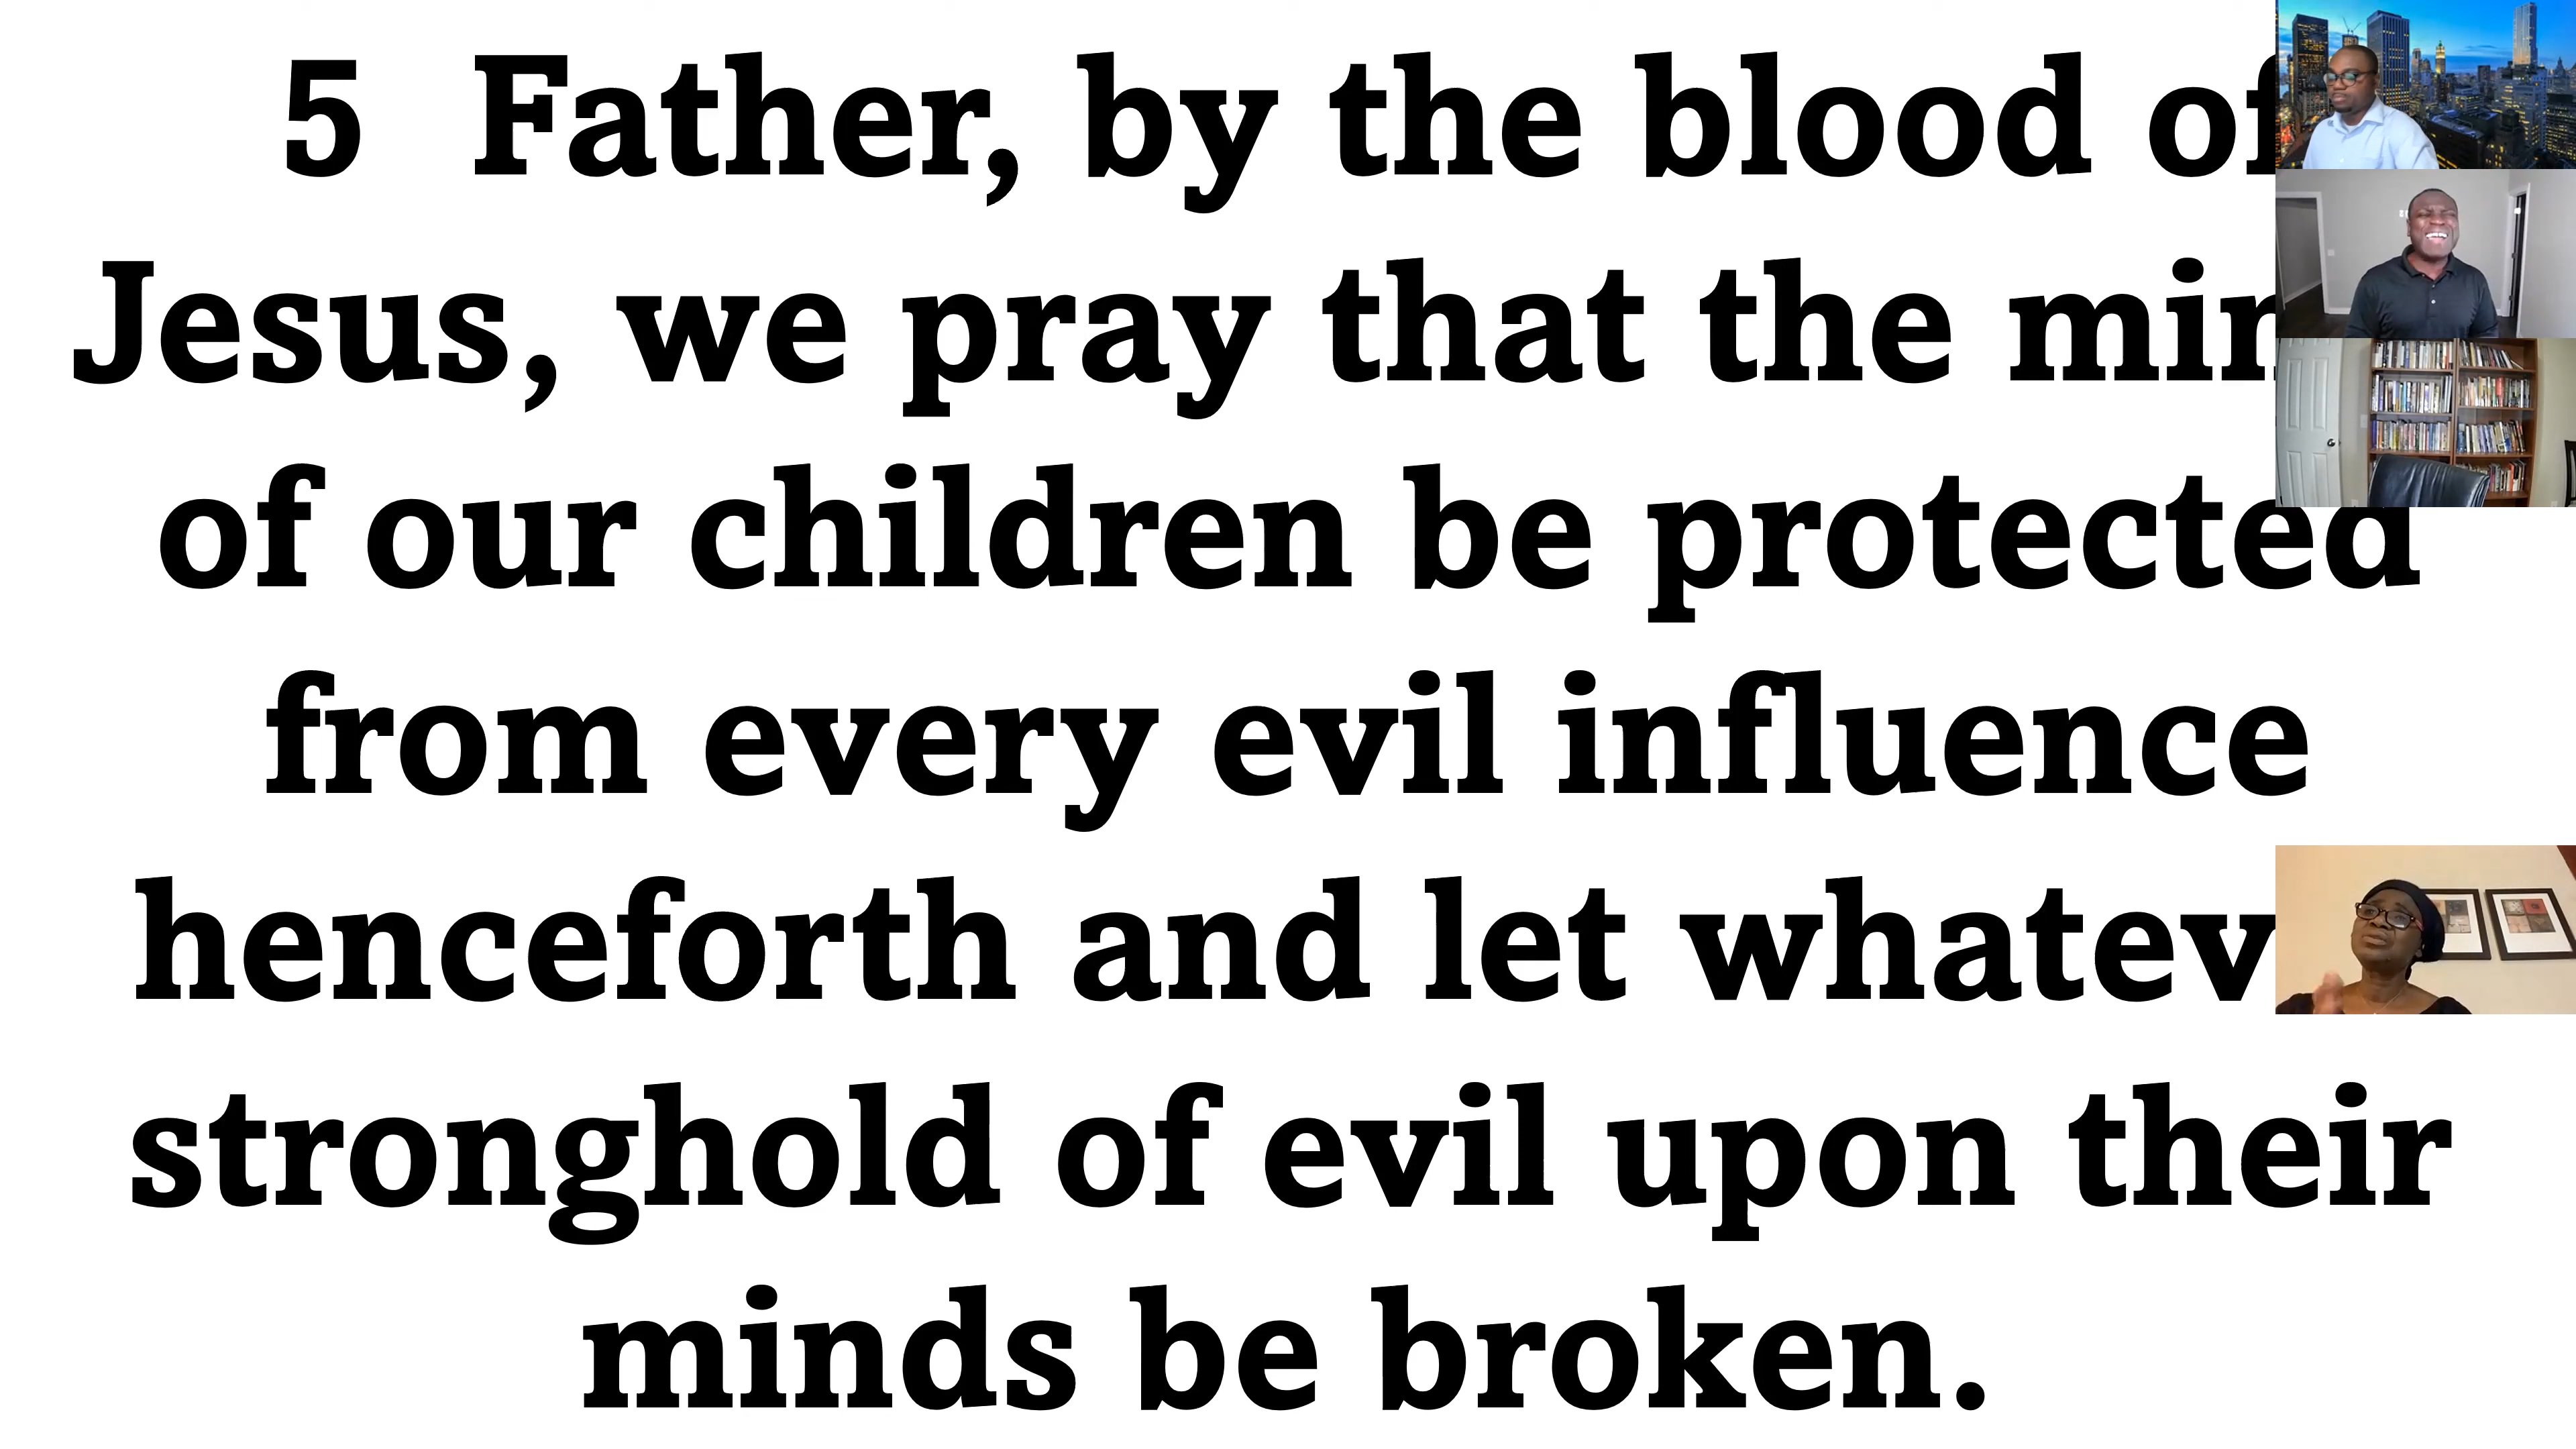 5 Father, by the blood of
Jesus, we pray that the
of our children be protected
from every evil influence
henceforth and let
stronghold of evil upon their
minds be broken.